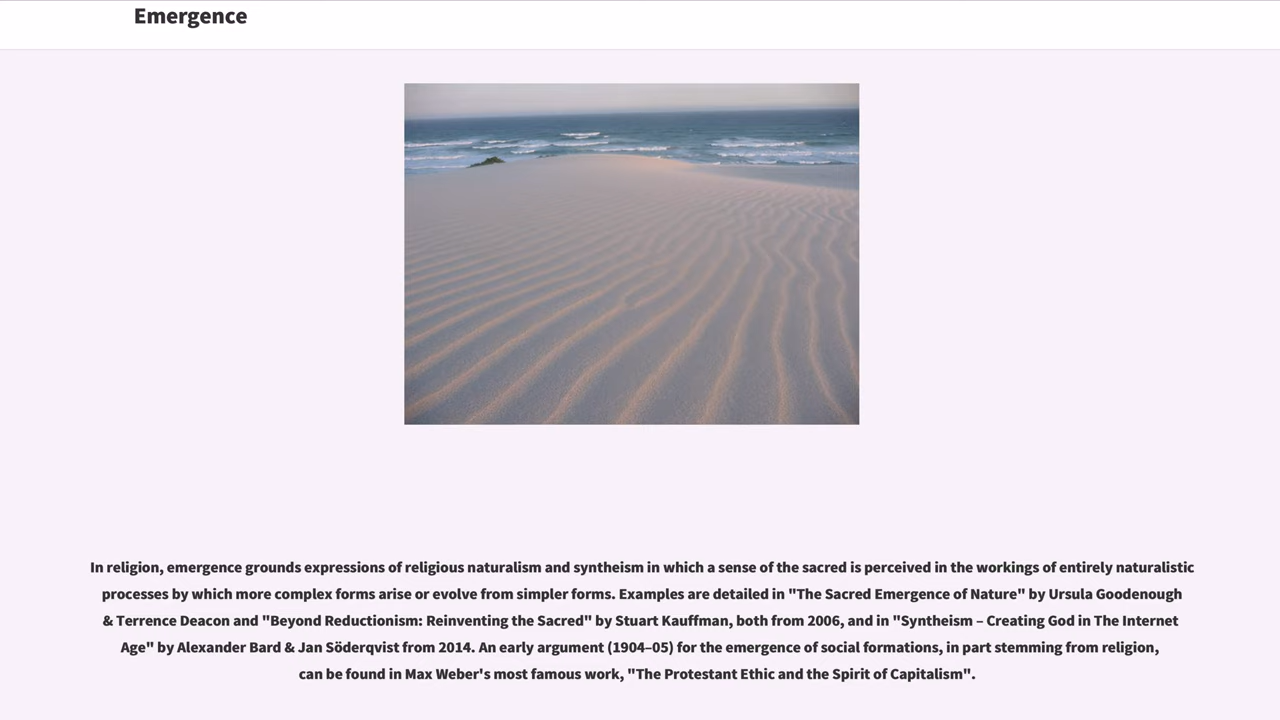 Emergence
In religion, emergence grounds expressions of religious naturalism and syntheism in which a sense of the sacred is perceived in the workings of entirely naturalistic
processes by which more complex forms arise or evolve from simpler forms. Examples are detailed in "The Sacred Emergence of Nature" by Ursula Goodenough
& Terrence Deacon and "Beyond Reductionism: Reinventing the Sacred" by Stuart Kauffman, both from 2006, and in "Syntheism – Creating God in The Internet
Age" by Alexander Bard & Jan Söderqvist from 2014. An early argument (1904–05) for the emergence of social formations, in part stemming from religion,
can be found in Max Weber's most famous work, "The Protestant Ethic and the Spirit of Capitalism".